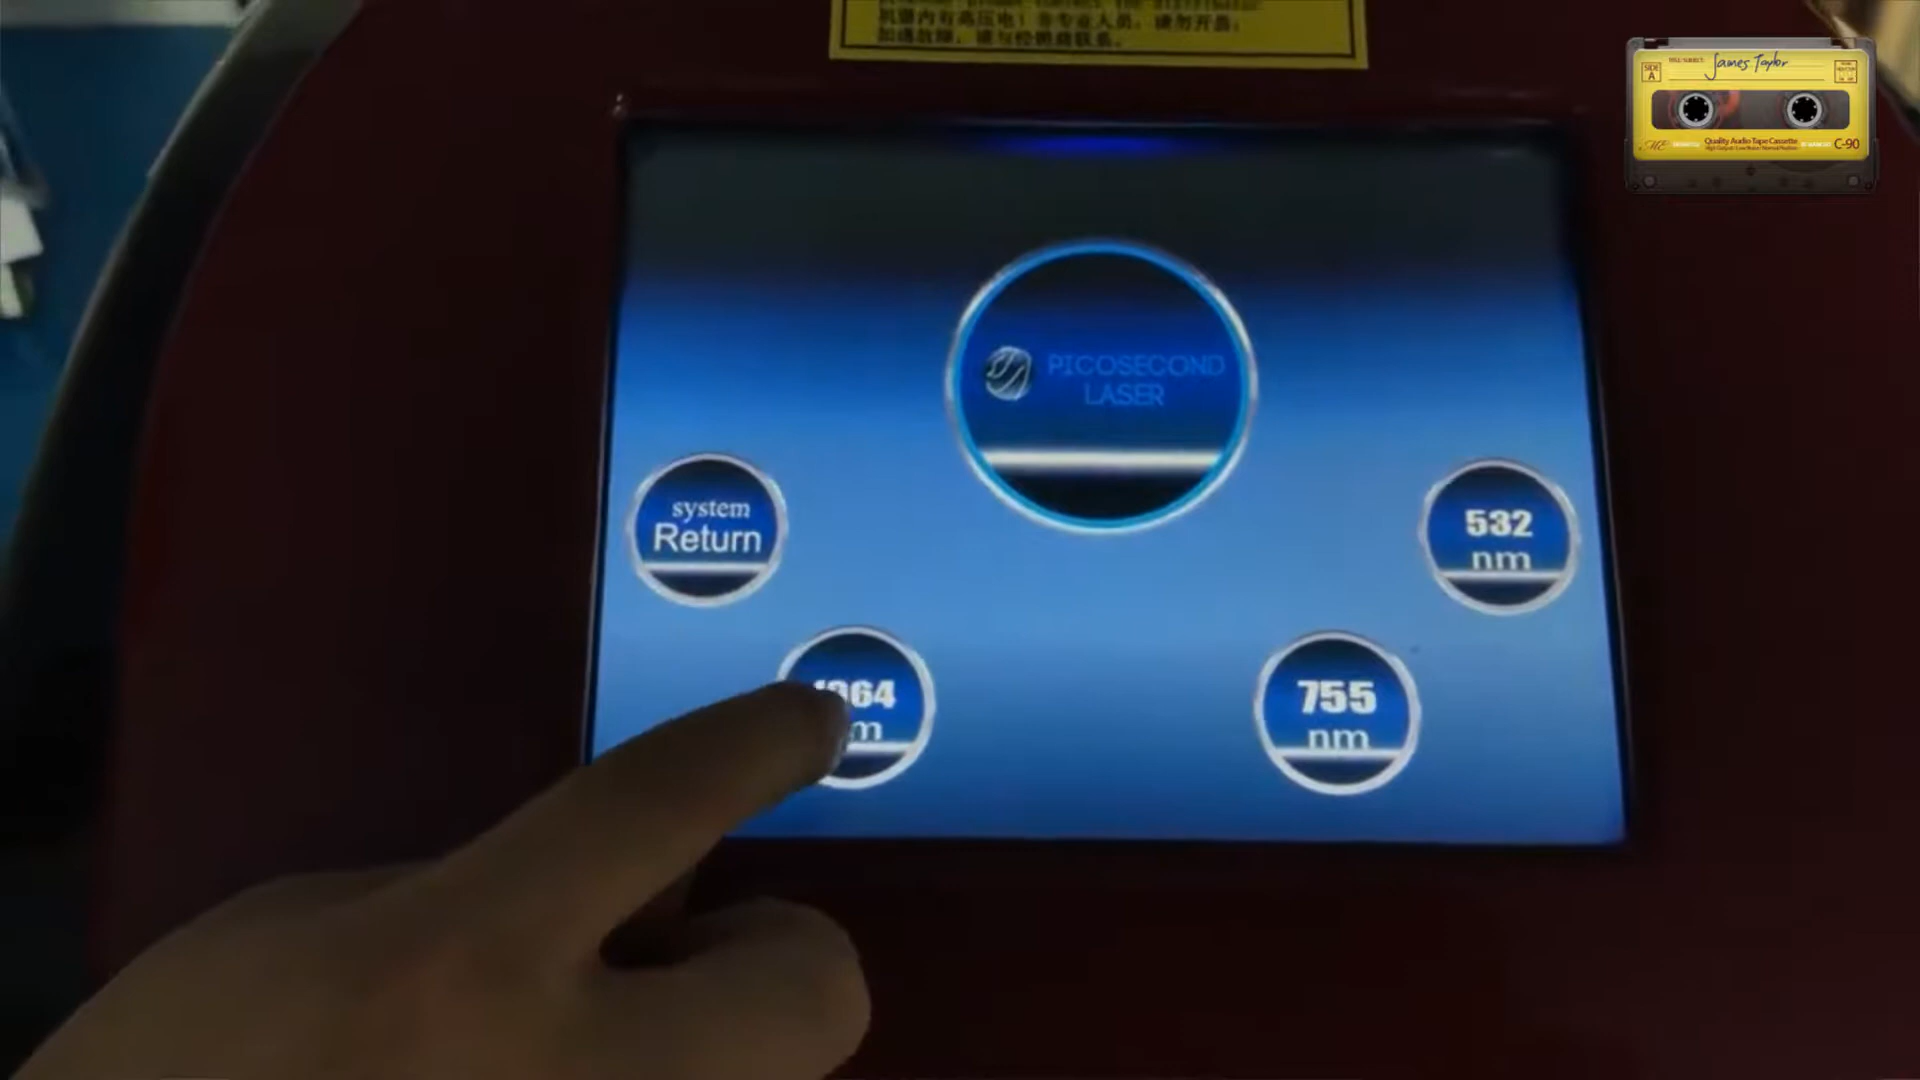 机器内有高压电！非专业人员，请勿开盖；
如遇故障，请与经销商联系。
SIDE
A
James Taylor
Quality Audio Tape Cassette
C-90
PICOSECOND
LASER
system
Return
532
nm
64
m
755
nm